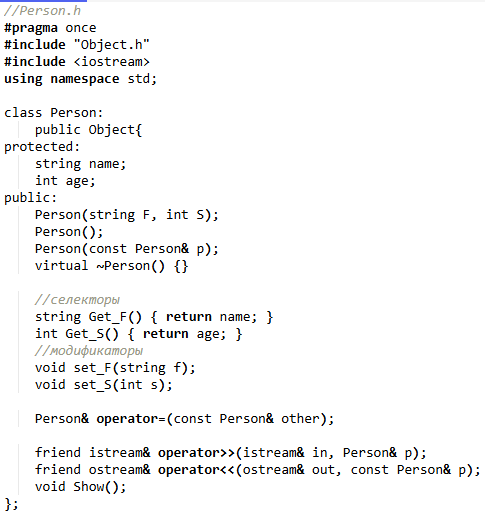 //Person.h
#pragma once
#include "Object.h"
#include <iostream>
using namespace std;

class Person:
    public Object{
protected:
    string name;
    int age;
public:
    Person(string F, int S);
    Person();
    Person(const Person& p);
    virtual ~Person() {}

    //селекторы
    string Get_F() { return name; }
    int Get_S() { return age; }
    //модификаторы
    void set_F(string f);
    void set_S(int s);

    Person& operator=(const Person& other);

    friend istream& operator>>(istream& in, Person& p);
    friend ostream& operator<<(ostream& out, const Person& p);
    void Show();
};